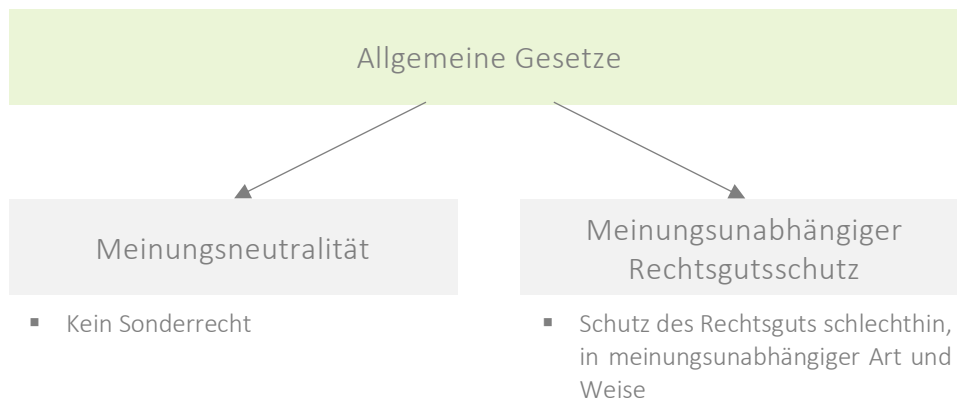 Allgemeine Gesetze
Meinungsneutralität
▪ Kein Sonderrecht
Meinungsunabhängiger
Rechtsgutsschutz
▪ Schutz des Rechtsguts schlechthin,
in meinungsunabhängiger Art und
Weise